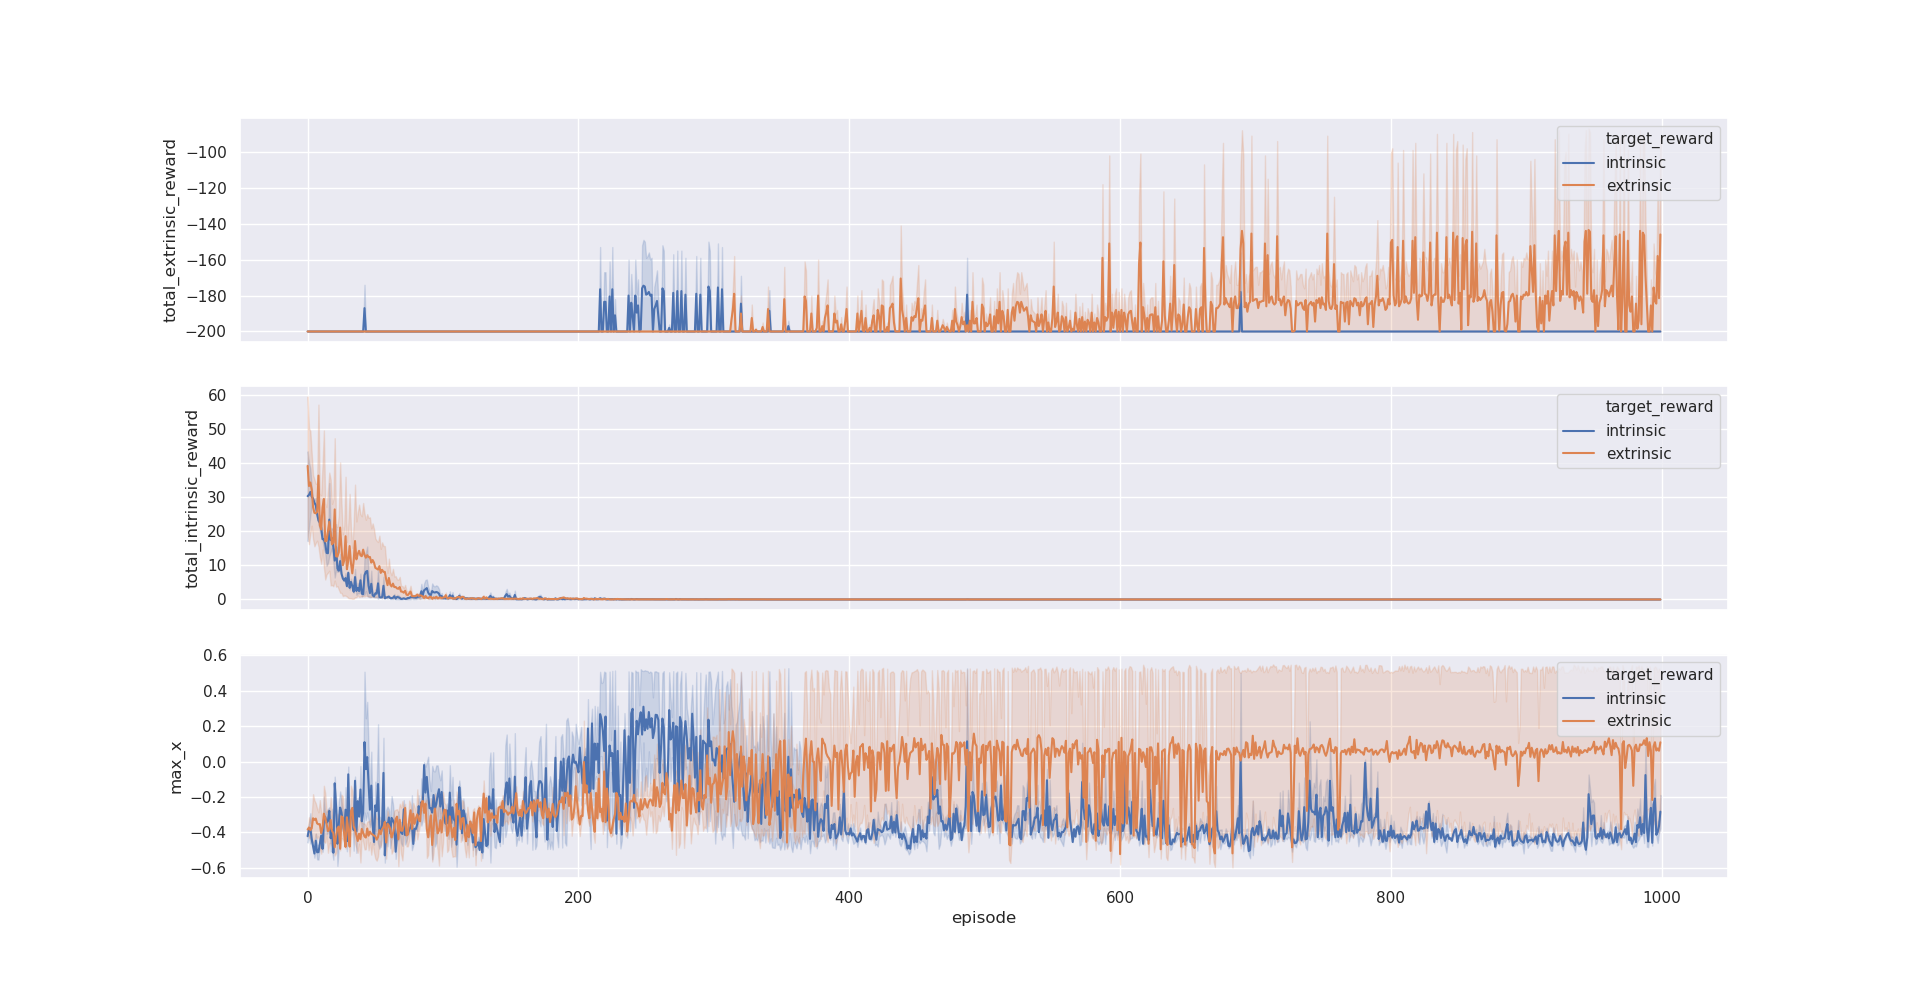 total_extrinsic_reward
−100
−120
−140
−160
−180
−200
target_reward
intrinsic
extrinsic
total_intrinsic_reward
60
50
40
30
20
10
0
target_reward
intrinsic
extrinsic
max_x
0.6
0.4
0.2
0.0
−0.2
−0.4
−0.6
target_reward
intrinsic
extrinsic
0 200 400 600 800 1000
episode